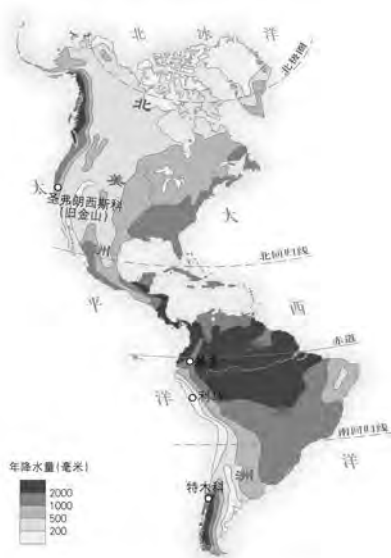 北冰洋
北极圈
北美洲
太平洋
圣弗朗西斯科
(旧金山)
大西洋
北回归线
赤道
基多
利马
南回归线
洲
特木科
年降水量(毫米)
2000
1000
500
200